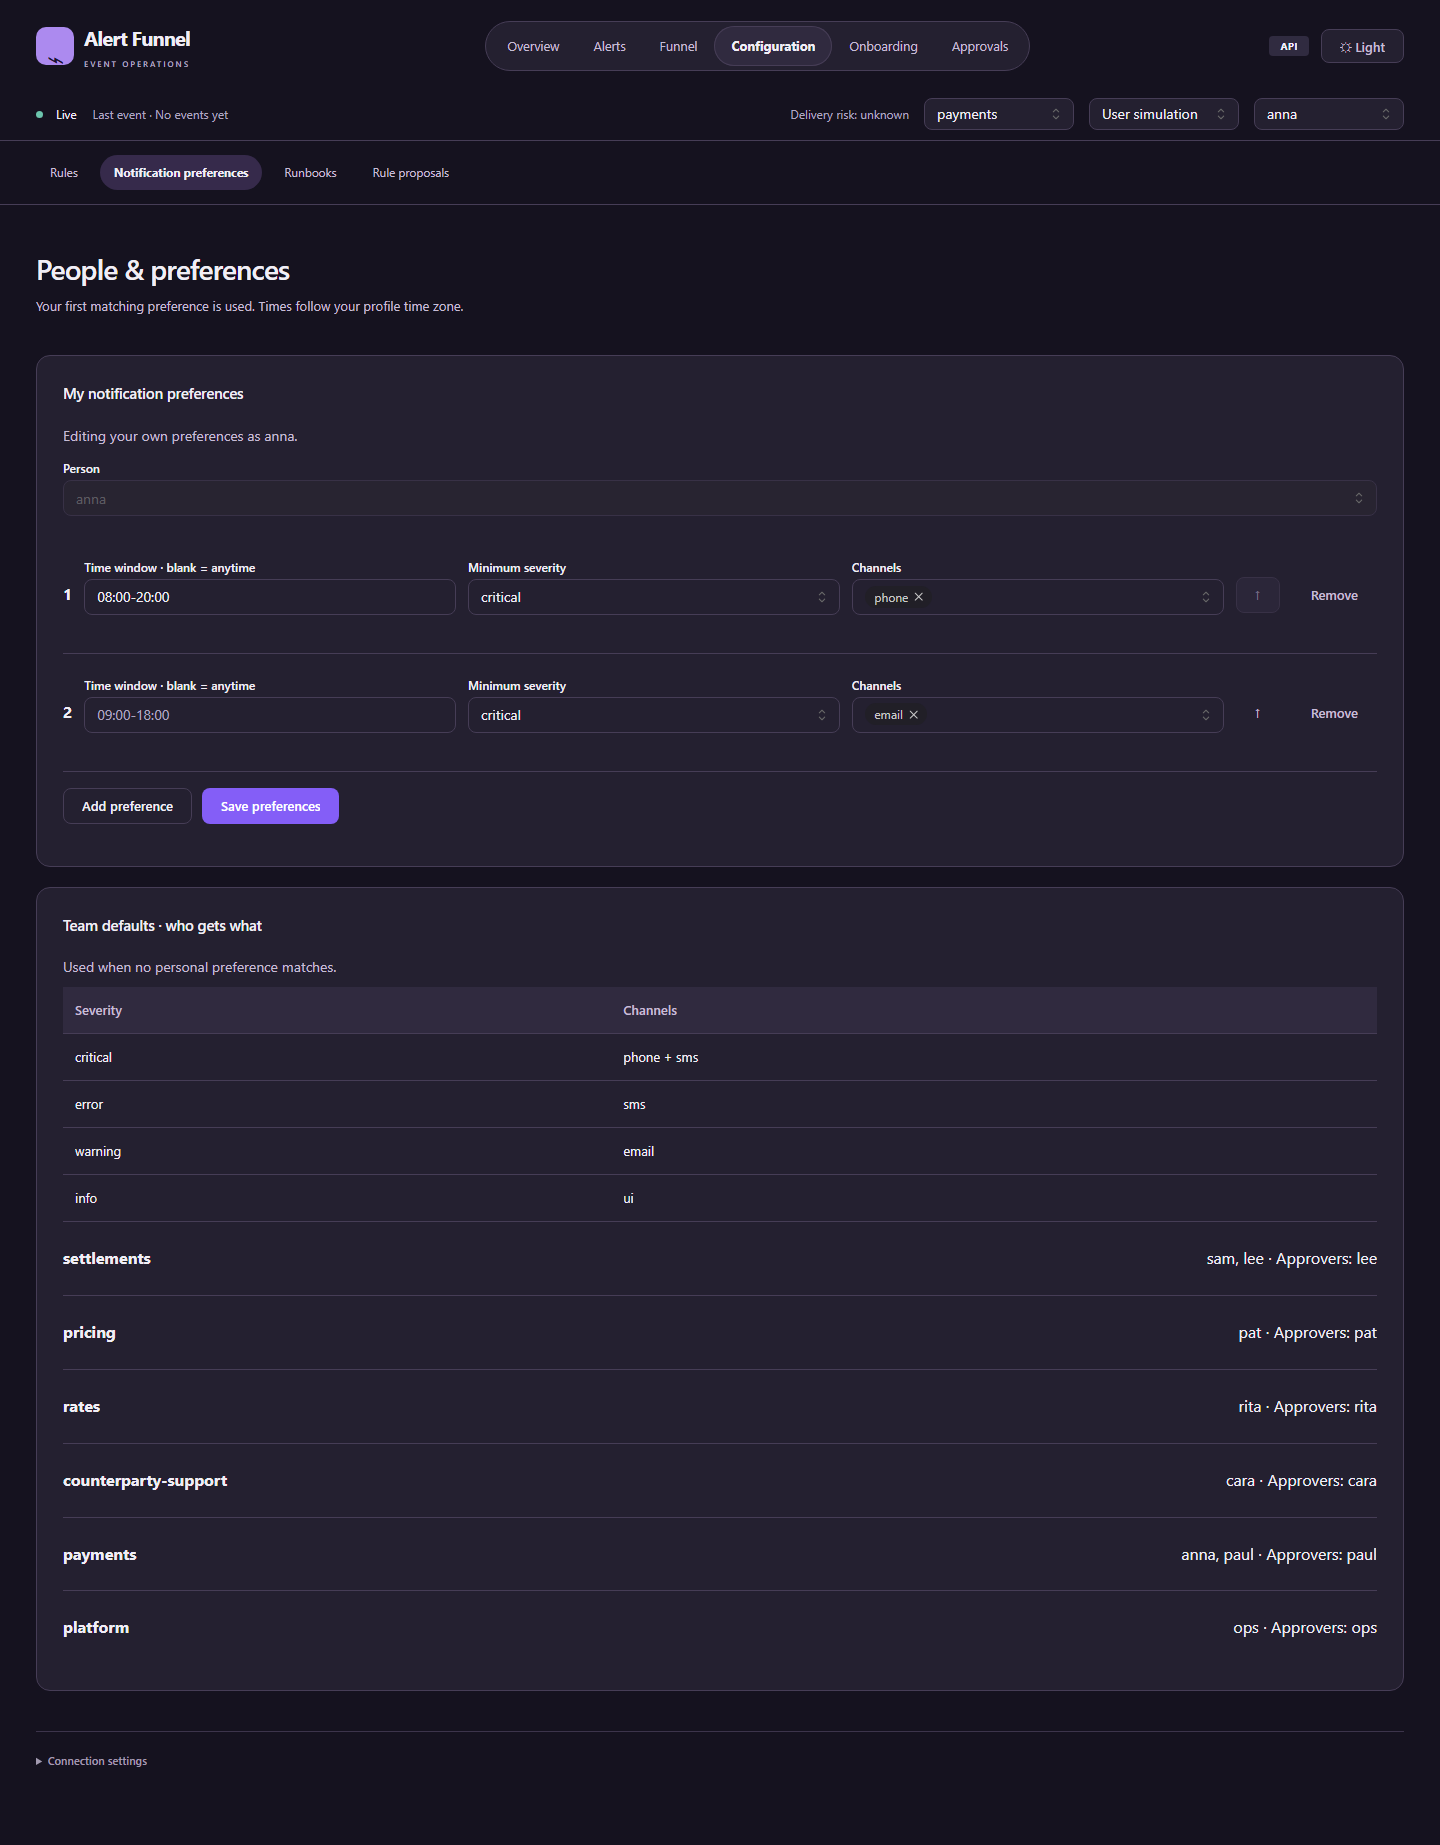 Alert Funnel
EVENT OPERATIONS
Overview Alerts Funnel Configuration Onboarding Approvals
API Light
Live Last event · No events yet
Delivery risk: unknown payments User simulation anna
Rules Notification preferences Runbooks Rule proposals
People & preferences
Your first matching preference is used. Times follow your profile time zone.
My notification preferences
Editing your own preferences as anna.
Person
anna
Time window · blank = anytime Minimum severity Channels
1 08:00-20:00 critical phone × ↑ Remove
Time window · blank = anytime Minimum severity Channels
2 09:00-18:00 critical email × ↑ Remove
Add preference Save preferences
Team defaults · who gets what
Used when no personal preference matches.
Severity Channels
critical phone + sms
error sms
warning email
info ui
settlements sam, lee · Approvers: lee
pricing pat · Approvers: pat
rates rita · Approvers: rita
counterparty-support cara · Approvers: cara
payments anna, paul · Approvers: paul
platform ops · Approvers: ops
Connection settings